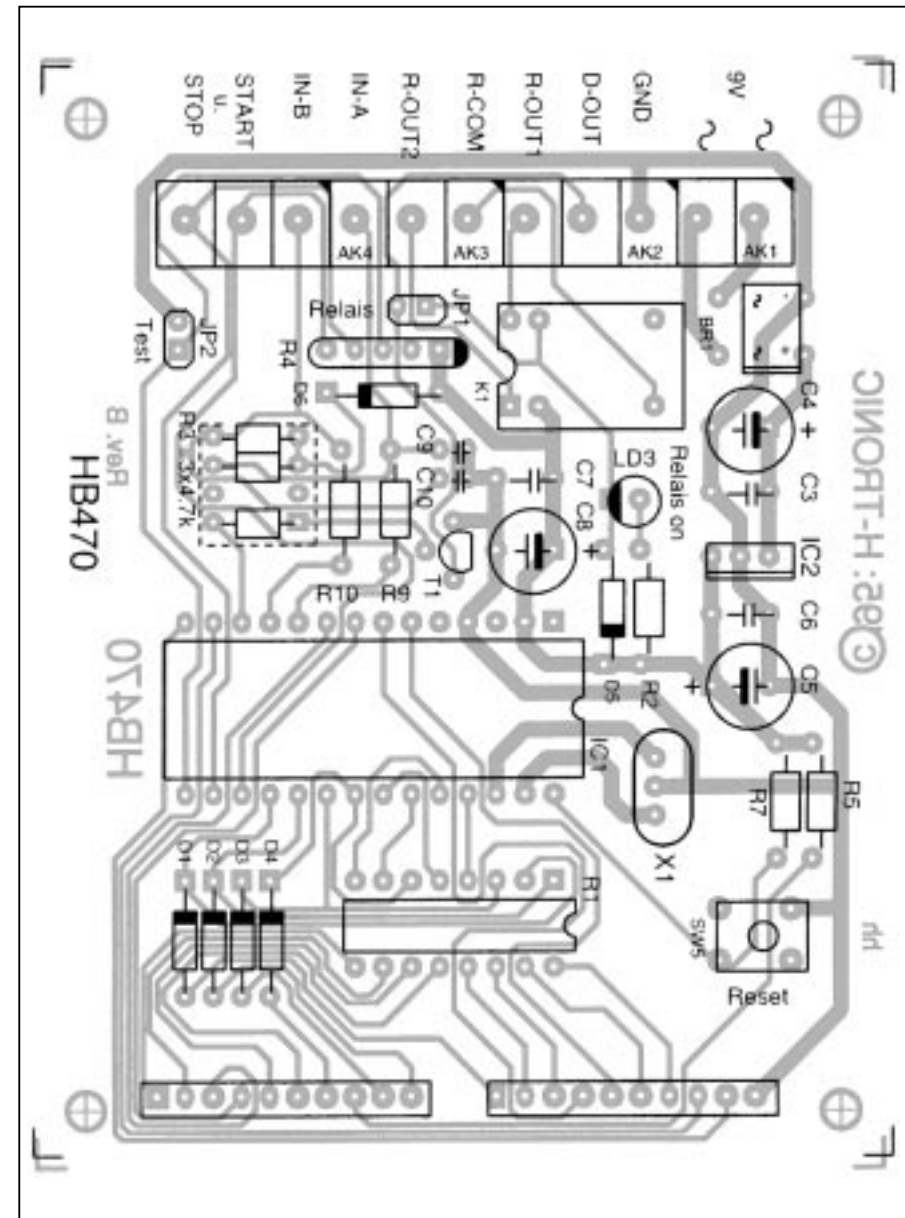 STOP
START
u.
IN-B
IN-A
R-OUT2
R-COM
R-OUT1
D-OUT
GND
9V
~
~
AK4
AK3
AK2
AK1
JP2
Test
Relais
JP1
R4
D6
K1
BR1
C4
+
R3
3x4.7k
Rev. B
HB470
C9
C10
C7
C8
+
LD3
Relais on
C3
IC2
C6
C5
+
©'95: H-TRONIC
R10
R9
T1
D5
R2
HB470
IC1
X1
R7
R5
D1
D2
D3
D4
R1
SW5
Reset
hh